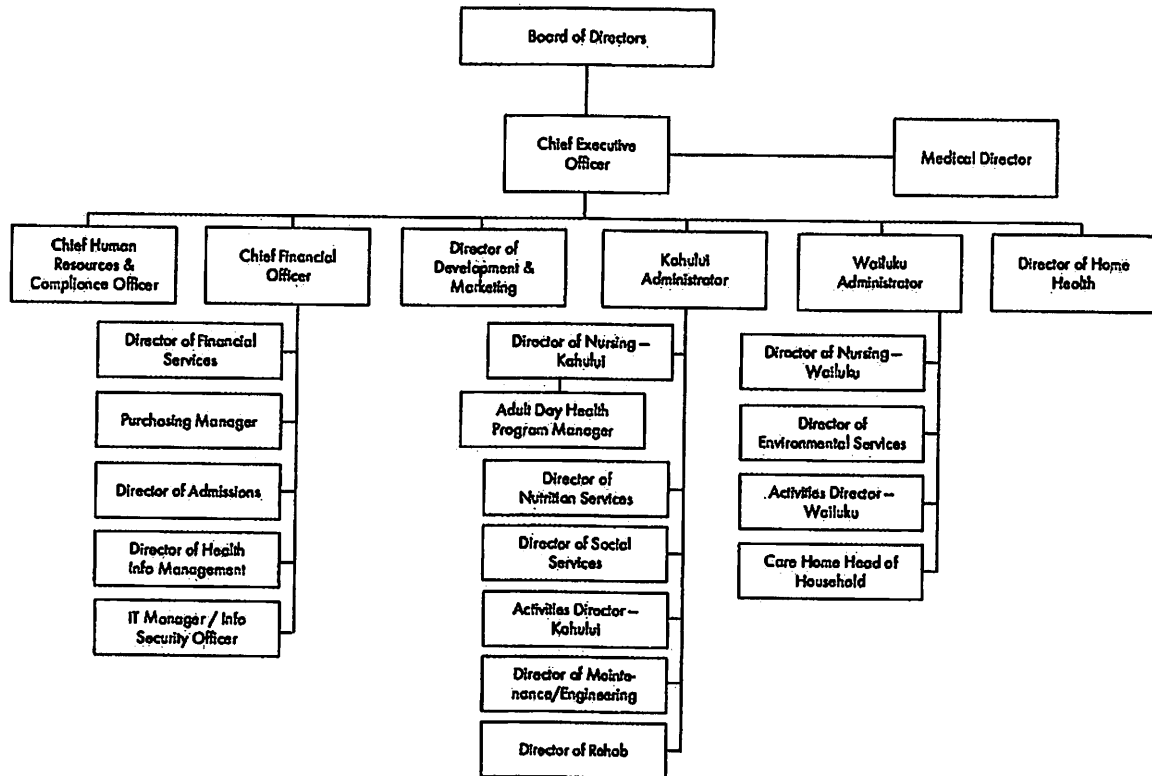 Board of Directors
Chief Executive
Officer
Medical Director
Chief Human
Resources &
Compliance Officer
Chief Financial
Officer
Director of
Development &
Marketing
Kahului
Administrator
Wailuku
Administrator
Director of Home
Health
Director of Financial
Services
Purchasing Manager
Director of Admissions
Director of Health
Info Management
IT Manager / Info
Security Officer
Director of Nursing –
Kahului
Adult Day Health
Program Manager
Director of
Nutrition Services
Director of Social
Services
Activities Director –
Kahului
Director of Mainte-
nance/Engineering
Director of Rehab
Director of Nursing –
Wailuku
Director of
Environmental Services
Activities Director –
Wailuku
Care Home Head of
Household